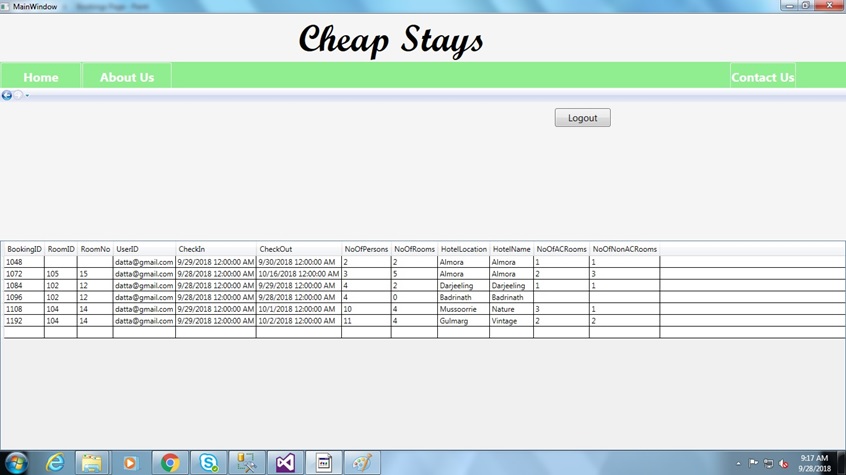 MainWindow
Cheap Stays
Home About Us Contact Us
Logout
BookingID RoomID RoomNo UserID CheckIn CheckOut NoOfPersons NoOfRooms HotelLocation HotelName NoOfACRooms NoOfNonACRooms
1048 datta@gmail.com 9/29/2018 12:00:00 AM 9/30/2018 12:00:00 AM 2 2 Almora Almora 1 1
1072 105 15 datta@gmail.com 9/28/2018 12:00:00 AM 10/16/2018 12:00:00 AM 3 5 Almora Almora 2 3
1084 102 12 datta@gmail.com 9/28/2018 12:00:00 AM 9/29/2018 12:00:00 AM 4 2 Darjeeling Darjeeling 1 1
1096 102 12 datta@gmail.com 9/28/2018 12:00:00 AM 9/28/2018 12:00:00 AM 4 0 Badrinath Badrinath
1108 104 14 datta@gmail.com 9/29/2018 12:00:00 AM 10/1/2018 12:00:00 AM 10 4 Mussoorrie Nature 3 1
1192 104 14 datta@gmail.com 9/29/2018 12:00:00 AM 10/2/2018 12:00:00 AM 11 4 Gulmarg Vintage 2 2
9:17 AM
9/28/2018